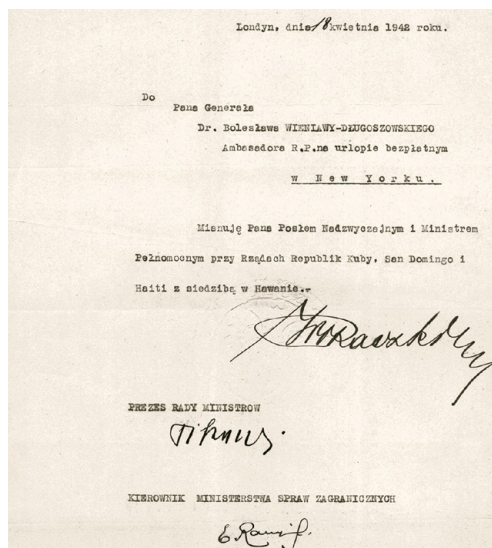 Londyn, dnia 18 kwietnia 1942 roku.
Do
Pana Generała
Dr. Bolesława WIENIAWY-DŁUGOSZOWSKIEGO
Ambasadora R.P.na urlopie bezpłatnym
w New Yorku.
Mianuję Pana Posłem Nadzwyczajnym i Ministrem
Pełnomocnym przy Rządach Republik Kuby, San Domingo i
Haiti z siedzibą w Hawanie.-
PREZES RADY MINISTROW
KIEROWNIK MINISTERSTWA SPRAW ZAGRANICZNYCH